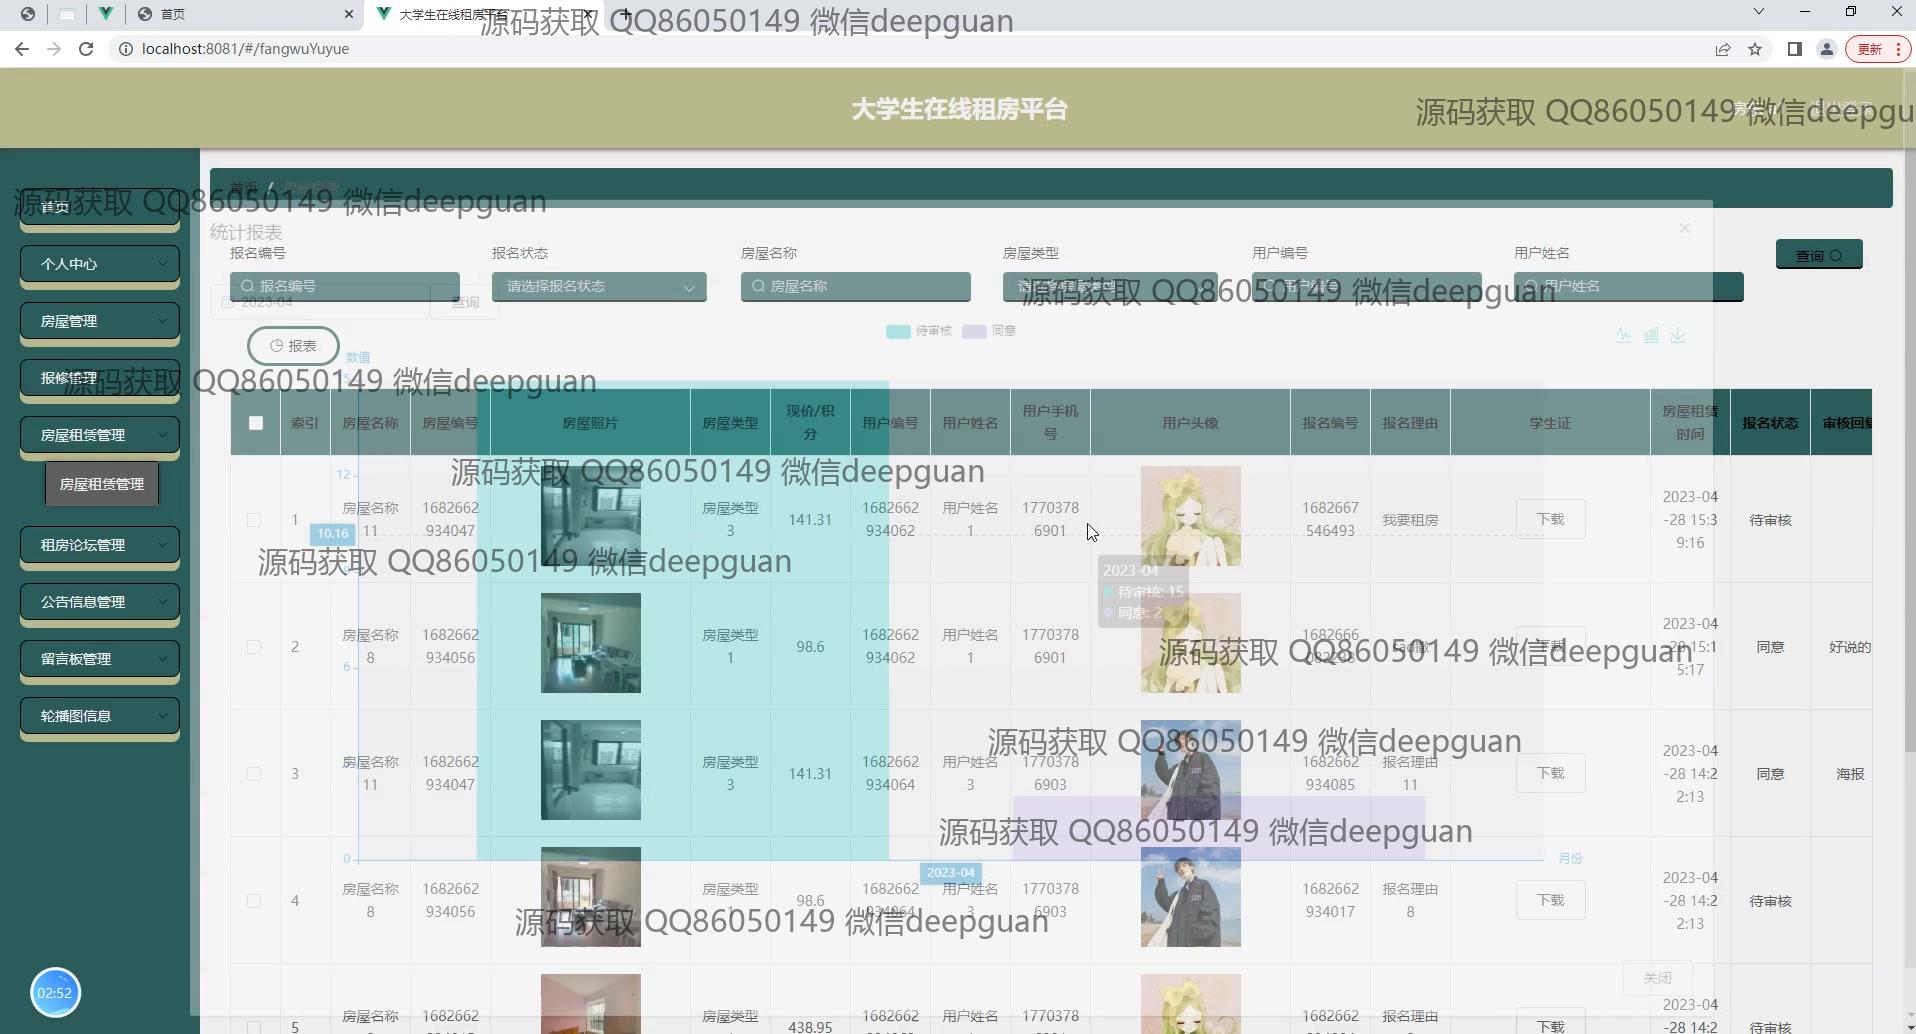 首页
大学生在线租房平台
源码获取 QQ86050149 微信deepguan
localhost:8081/#/fangwuYuyue
更新
大学生在线租房平台
源码获取 QQ86050149 微信deepgu
首页 /
源码获取 QQ86050149 微信deepguan
首页
个人中心
房屋管理
报修管理
房屋租赁管理
房屋租赁管理
租房论坛管理
公告信息管理
留言板管理
轮播图信息
02:52
统计报表
报名编号 报名状态 房屋名称 房屋类型 用户编号 用户姓名
报名编号 请选择报名状态 房屋名称 用户姓名 查询
2023-04 查询
源码获取 QQ86050149 微信deepguan
报表
待审核 同意
数值
源码获取 QQ86050149 微信deepguan
索引 房屋名称 房屋编号 房屋照片 房屋类型 现价/积分 用户编号 用户姓名 用户手机号 用户头像 报名编号 报名理由 学生证 房屋租赁时间 报名状态 审核回复
源码获取 QQ86050149 微信deepguan
12
1 房屋名称11 1682662934047 房屋类型3 141.31 1682662934062 用户姓名1 17703786901 1682667546493 我要租房 下载 2023-04-28 15:39:16 待审核
10.16
源码获取 QQ86050149 微信deepguan
2023-04
待审核: 15
同意: 2
2 房屋名称8 1682662934056 房屋类型1 98.6 1682662934062 用户姓名1 17703786901 1682666 下载 2023-04-28 15:15:17 同意 好说的
6
源码获取 QQ86050149 微信deepguan
源码获取 QQ86050149 微信deepguan
3 房屋名称11 1682662934047 房屋类型3 141.31 1682662934064 用户姓名3 17703786903 1682662934085 报名理由11 下载 2023-04-28 14:22:13 同意 海报
源码获取 QQ86050149 微信deepguan
0
月份
2023-04
4 房屋名称8 1682662934056 房屋类型1 98.6 1682662934064 用户姓名3 17703786903 1682662934017 报名理由8 下载 2023-04-28 14:22:13 待审核
源码获取 QQ86050149 微信deepguan
关闭
5 房屋名称 1682662 房屋类型 438.95 1682662 用户姓名 1770378 1682662 报名理由 下载 2023-04-28 14:2 待审核